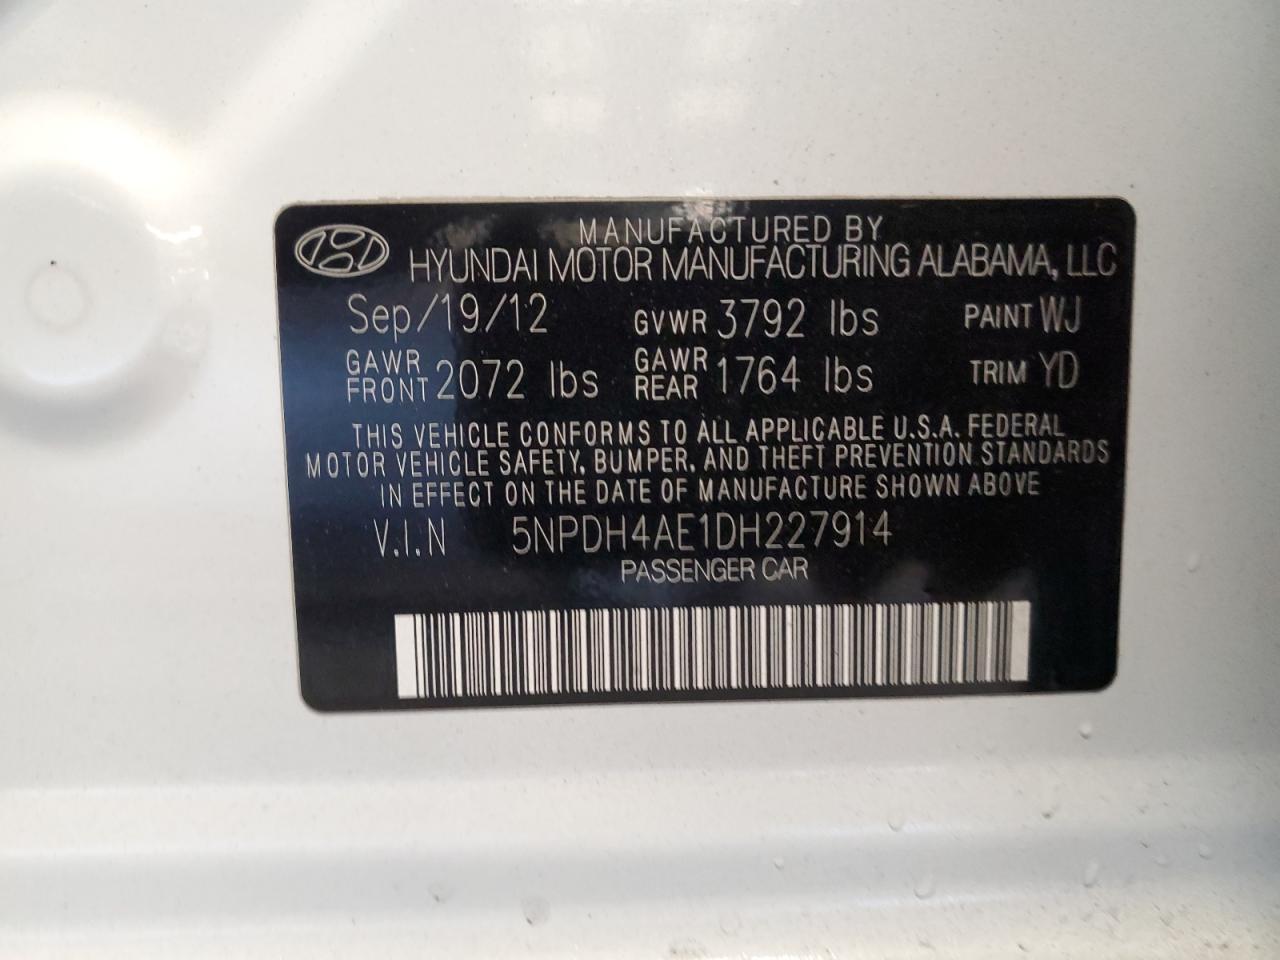 MANUFACTURED BY
HYUNDAI MOTOR MANUFACTURING ALABAMA, LLC
Sep/19/12 GVWR 3792 lbs PAINT WJ
GAWR FRONT 2072 lbs GAWR REAR 1764 lbs TRIM YD
THIS VEHICLE CONFORMS TO ALL APPLICABLE U.S.A. FEDERAL
MOTOR VEHICLE SAFETY, BUMPER, AND THEFT PREVENTION STANDARDS
IN EFFECT ON THE DATE OF MANUFACTURE SHOWN ABOVE
V.I.N 5NPDH4AE1DH227914
PASSENGER CAR